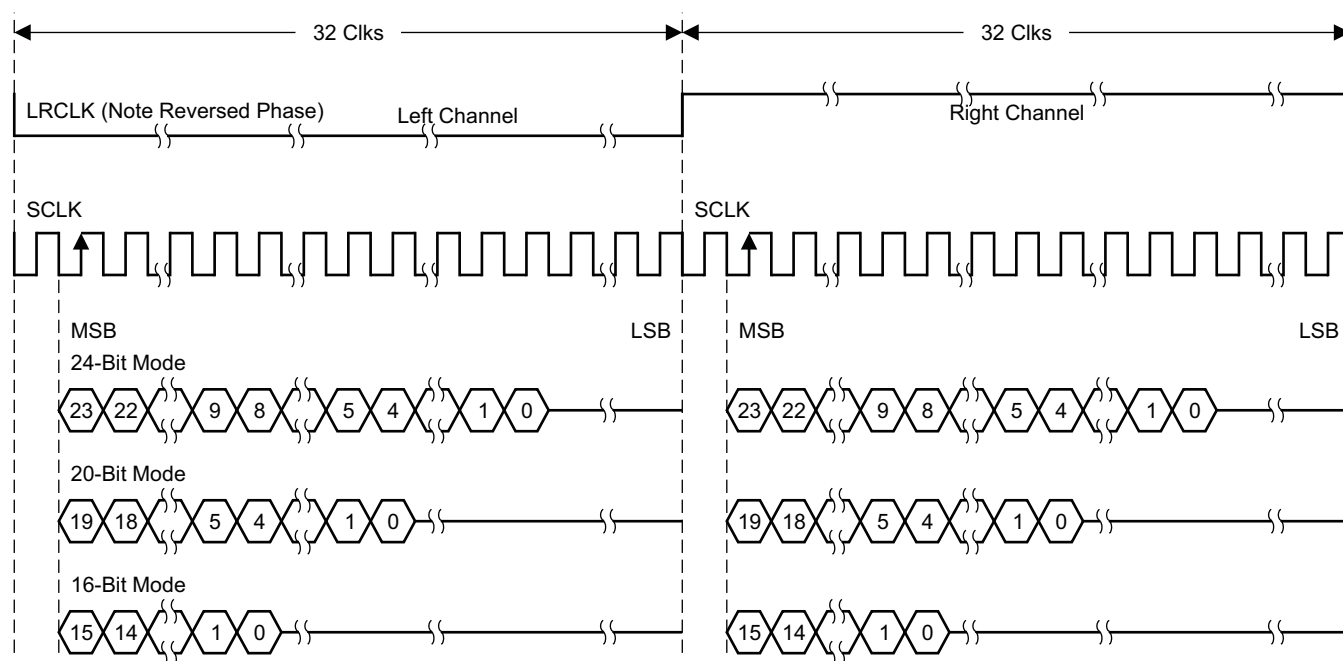 32 Clks 32 Clks
LRCLK (Note Reversed Phase) Left Channel Right Channel
SCLK SCLK
MSB LSB MSB LSB
24-Bit Mode
23 22 9 8 5 4 1 0 23 22 9 8 5 4 1 0
20-Bit Mode
19 18 5 4 1 0 19 18 5 4 1 0
16-Bit Mode
15 14 1 0 15 14 1 0